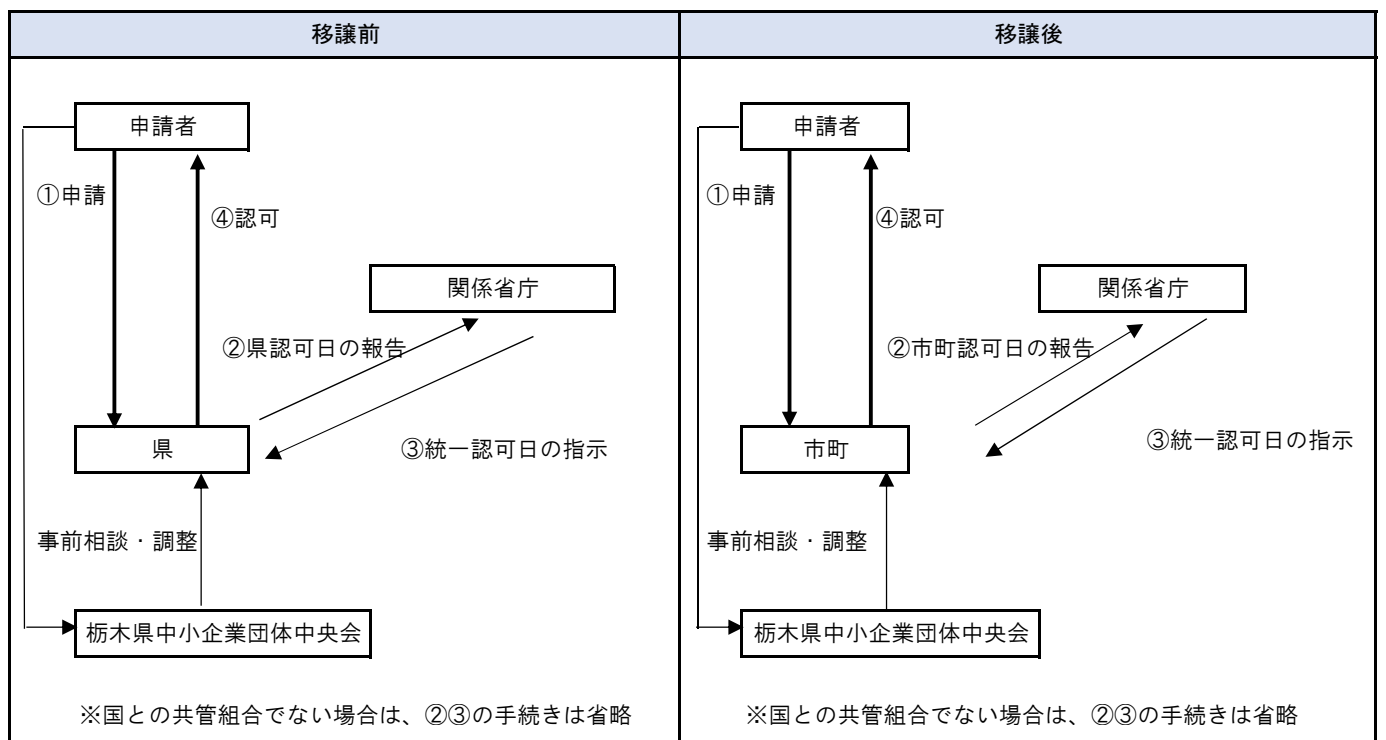 移譲前
申請者
①申請
④認可
関係省庁
②県認可日の報告
県
③統一認可日の指示
事前相談・調整
栃木県中小企業団体中央会
※国との共管組合でない場合は、②③の手続きは省略
移譲後
申請者
①申請
④認可
関係省庁
②市町認可日の報告
市町
③統一認可日の指示
事前相談・調整
栃木県中小企業団体中央会
※国との共管組合でない場合は、②③の手続きは省略